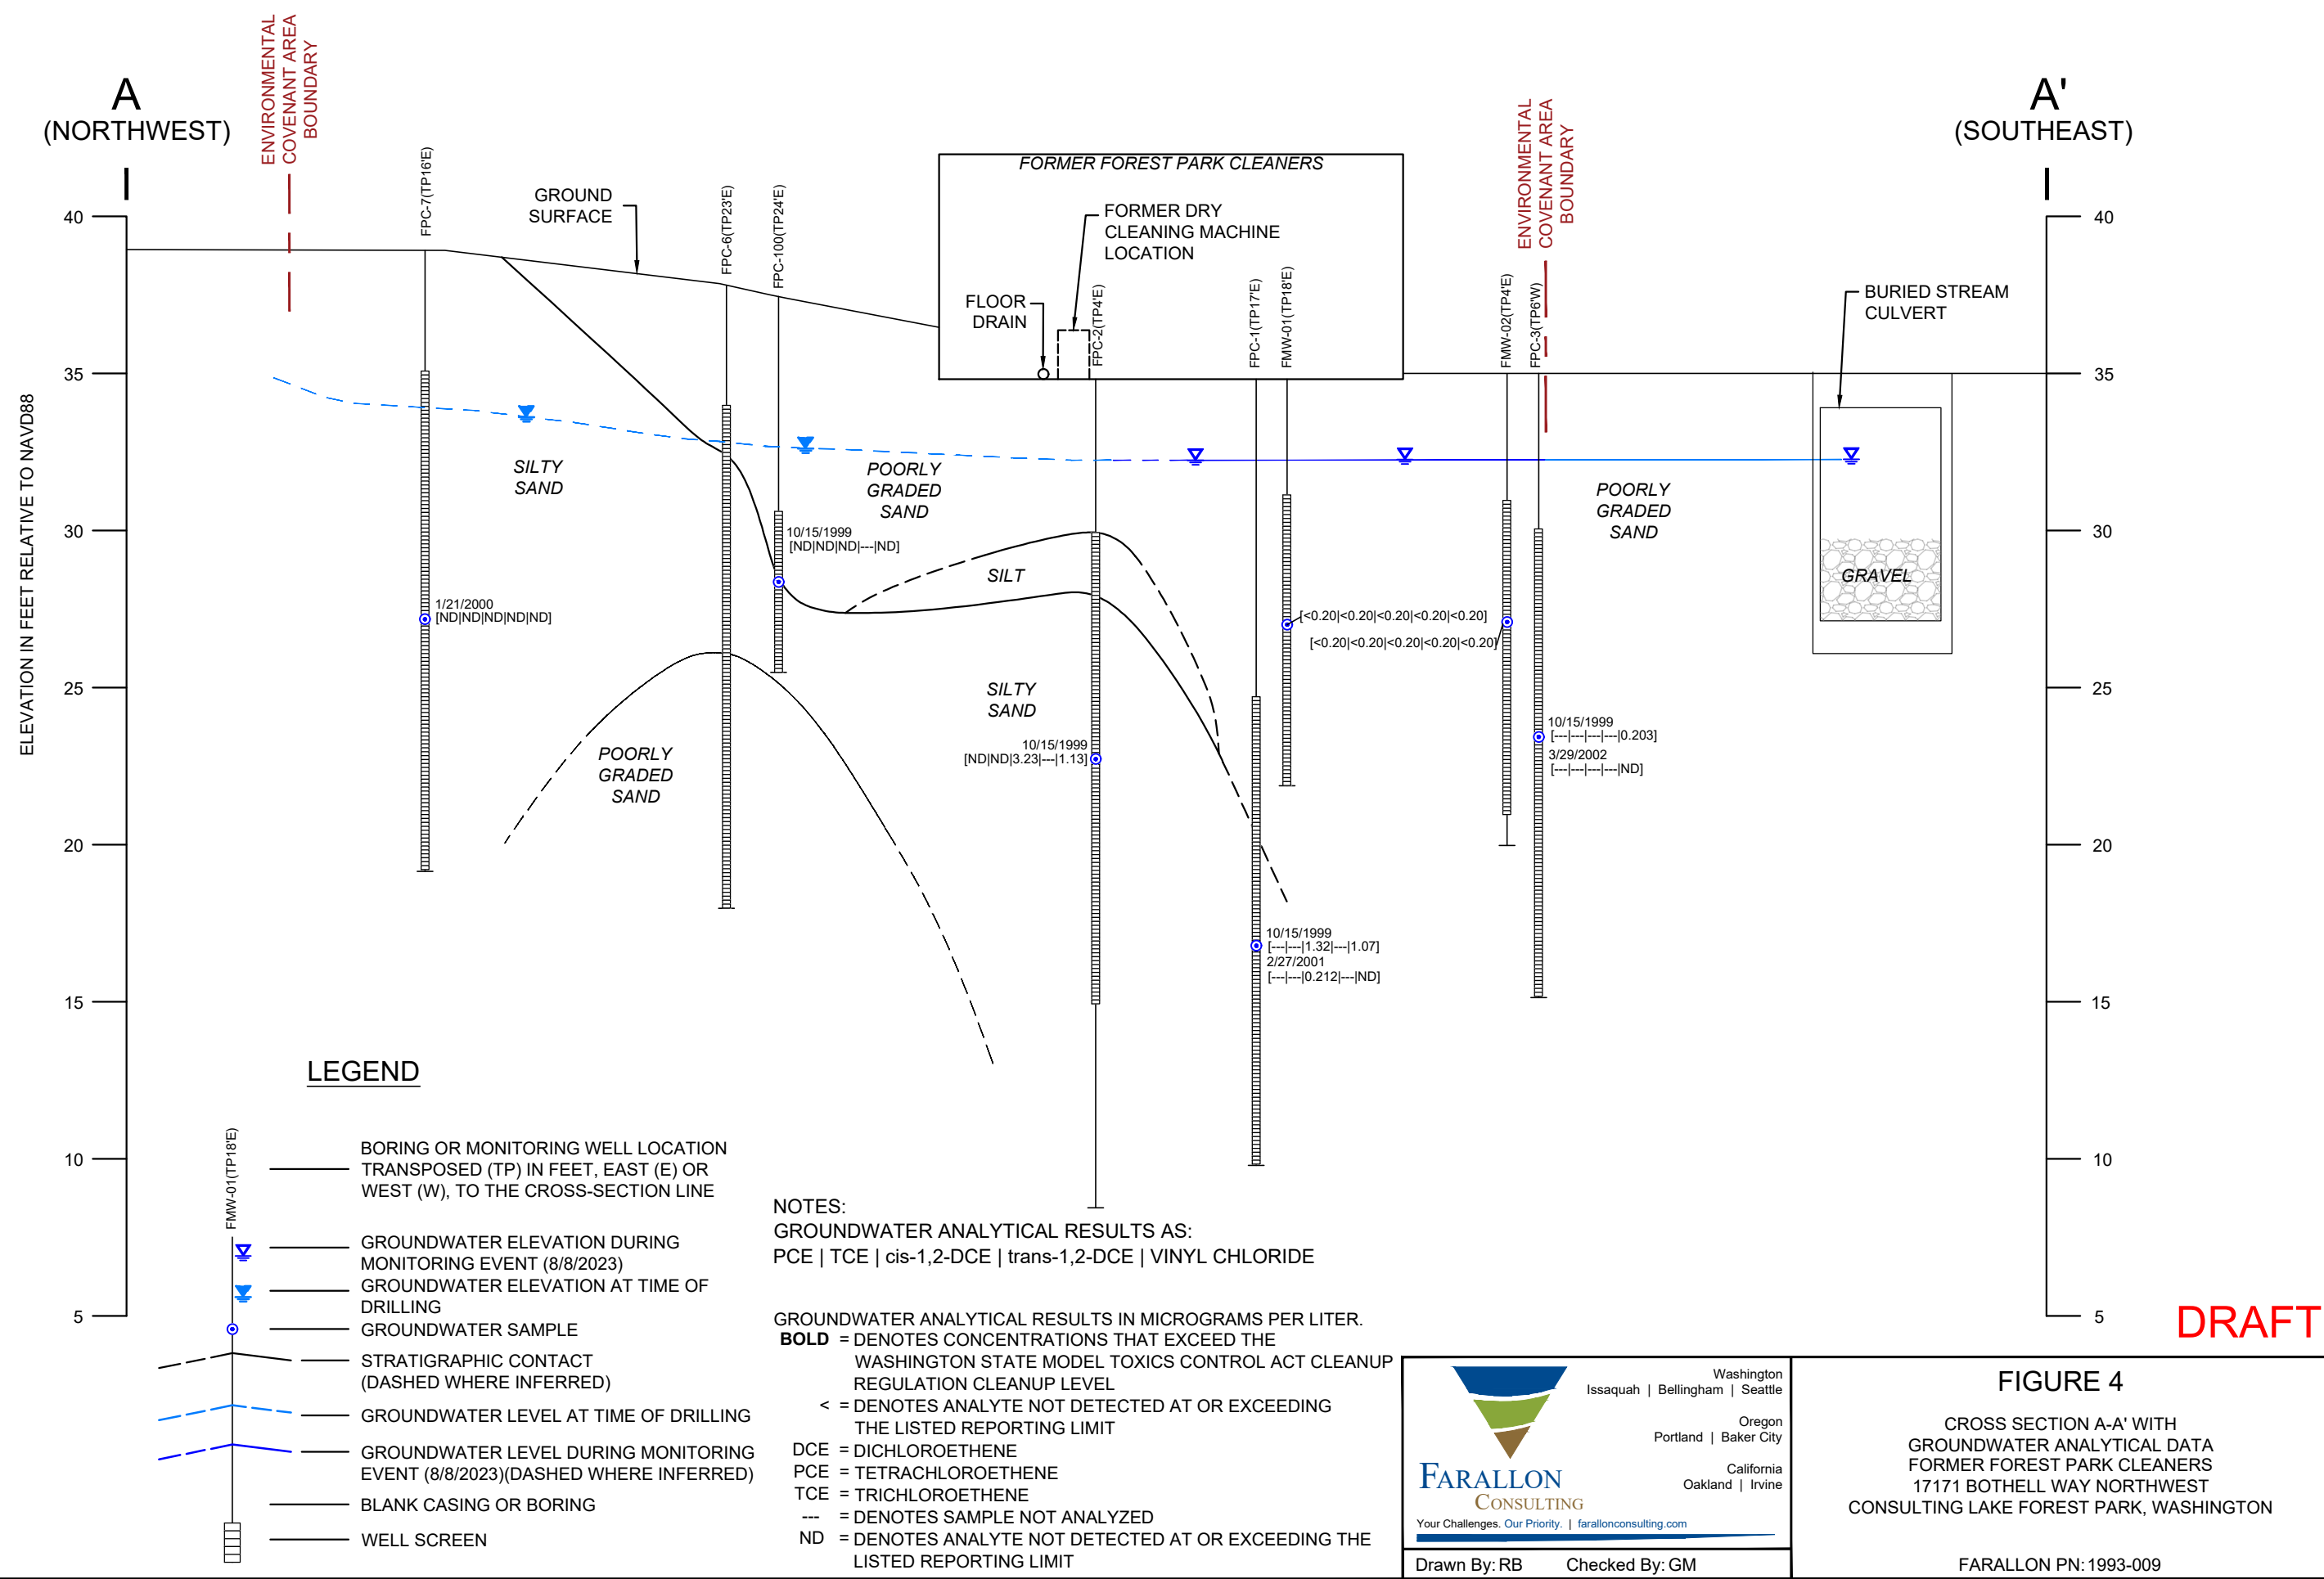 A
(NORTHWEST)
ENVIRONMENTAL
COVENANT AREA
BOUNDARY
A'
(SOUTHEAST)
ENVIRONMENTAL
COVENANT AREA
BOUNDARY
FORMER FOREST PARK CLEANERS
GROUND
SURFACE
FORMER DRY
CLEANING MACHINE
LOCATION
FLOOR
DRAIN
BURIED STREAM
CULVERT
FPC-7(TP16'E)
FPC-6(TP23'E)
FPC-100(TP24'E)
FPC-2(TP4'E)
FPC-1(TP17'E)
FMW-01(TP18'E)
FMW-02(TP4'E)
FPC-3(TP6'W)
ELEVATION IN FEET RELATIVE TO NAVD88
40
35
30
25
20
15
10
5
40
35
30
25
20
15
10
5
SILTY
SAND
POORLY
GRADED
SAND
POORLY
GRADED
SAND
10/15/1999
[ND|ND|ND|---|ND]
SILT
GRAVEL
1/21/2000
[ND|ND|ND|ND|ND]
[<0.20|<0.20|<0.20|<0.20|<0.20]
[<0.20|<0.20|<0.20|<0.20|<0.20]
SILTY
SAND
10/15/1999
[ND|ND|3.23|---|1.13]
10/15/1999
[---|---|---|---|0.203]
3/29/2002
[---|---|---|---|ND]
POORLY
GRADED
SAND
10/15/1999
[---|---|1.32|---|1.07]
2/27/2001
[---|---|0.212|---|ND]
LEGEND
FMW-01(TP18'E)
BORING OR MONITORING WELL LOCATION
TRANSPOSED (TP) IN FEET, EAST (E) OR
WEST (W), TO THE CROSS-SECTION LINE
GROUNDWATER ELEVATION DURING
MONITORING EVENT (8/8/2023)
GROUNDWATER ELEVATION AT TIME OF
DRILLING
GROUNDWATER SAMPLE
STRATIGRAPHIC CONTACT
(DASHED WHERE INFERRED)
GROUNDWATER LEVEL AT TIME OF DRILLING
GROUNDWATER LEVEL DURING MONITORING
EVENT (8/8/2023)(DASHED WHERE INFERRED)
BLANK CASING OR BORING
WELL SCREEN
NOTES:
GROUNDWATER ANALYTICAL RESULTS AS:
PCE | TCE | cis-1,2-DCE | trans-1,2-DCE | VINYL CHLORIDE
GROUNDWATER ANALYTICAL RESULTS IN MICROGRAMS PER LITER.
BOLD = DENOTES CONCENTRATIONS THAT EXCEED THE
WASHINGTON STATE MODEL TOXICS CONTROL ACT CLEANUP
REGULATION CLEANUP LEVEL
< = DENOTES ANALYTE NOT DETECTED AT OR EXCEEDING
THE LISTED REPORTING LIMIT
DCE = DICHLOROETHENE
PCE = TETRACHLOROETHENE
TCE = TRICHLOROETHENE
--- = DENOTES SAMPLE NOT ANALYZED
ND = DENOTES ANALYTE NOT DETECTED AT OR EXCEEDING THE
LISTED REPORTING LIMIT
DRAFT
Washington
Issaquah | Bellingham | Seattle
Oregon
Portland | Baker City
California
Oakland | Irvine
FARALLON
CONSULTING
Your Challenges. Our Priority. | farallonconsulting.com
Drawn By: RB Checked By: GM
FIGURE 4
CROSS SECTION A-A' WITH
GROUNDWATER ANALYTICAL DATA
FORMER FOREST PARK CLEANERS
17171 BOTHELL WAY NORTHWEST
CONSULTING LAKE FOREST PARK, WASHINGTON
FARALLON PN: 1993-009